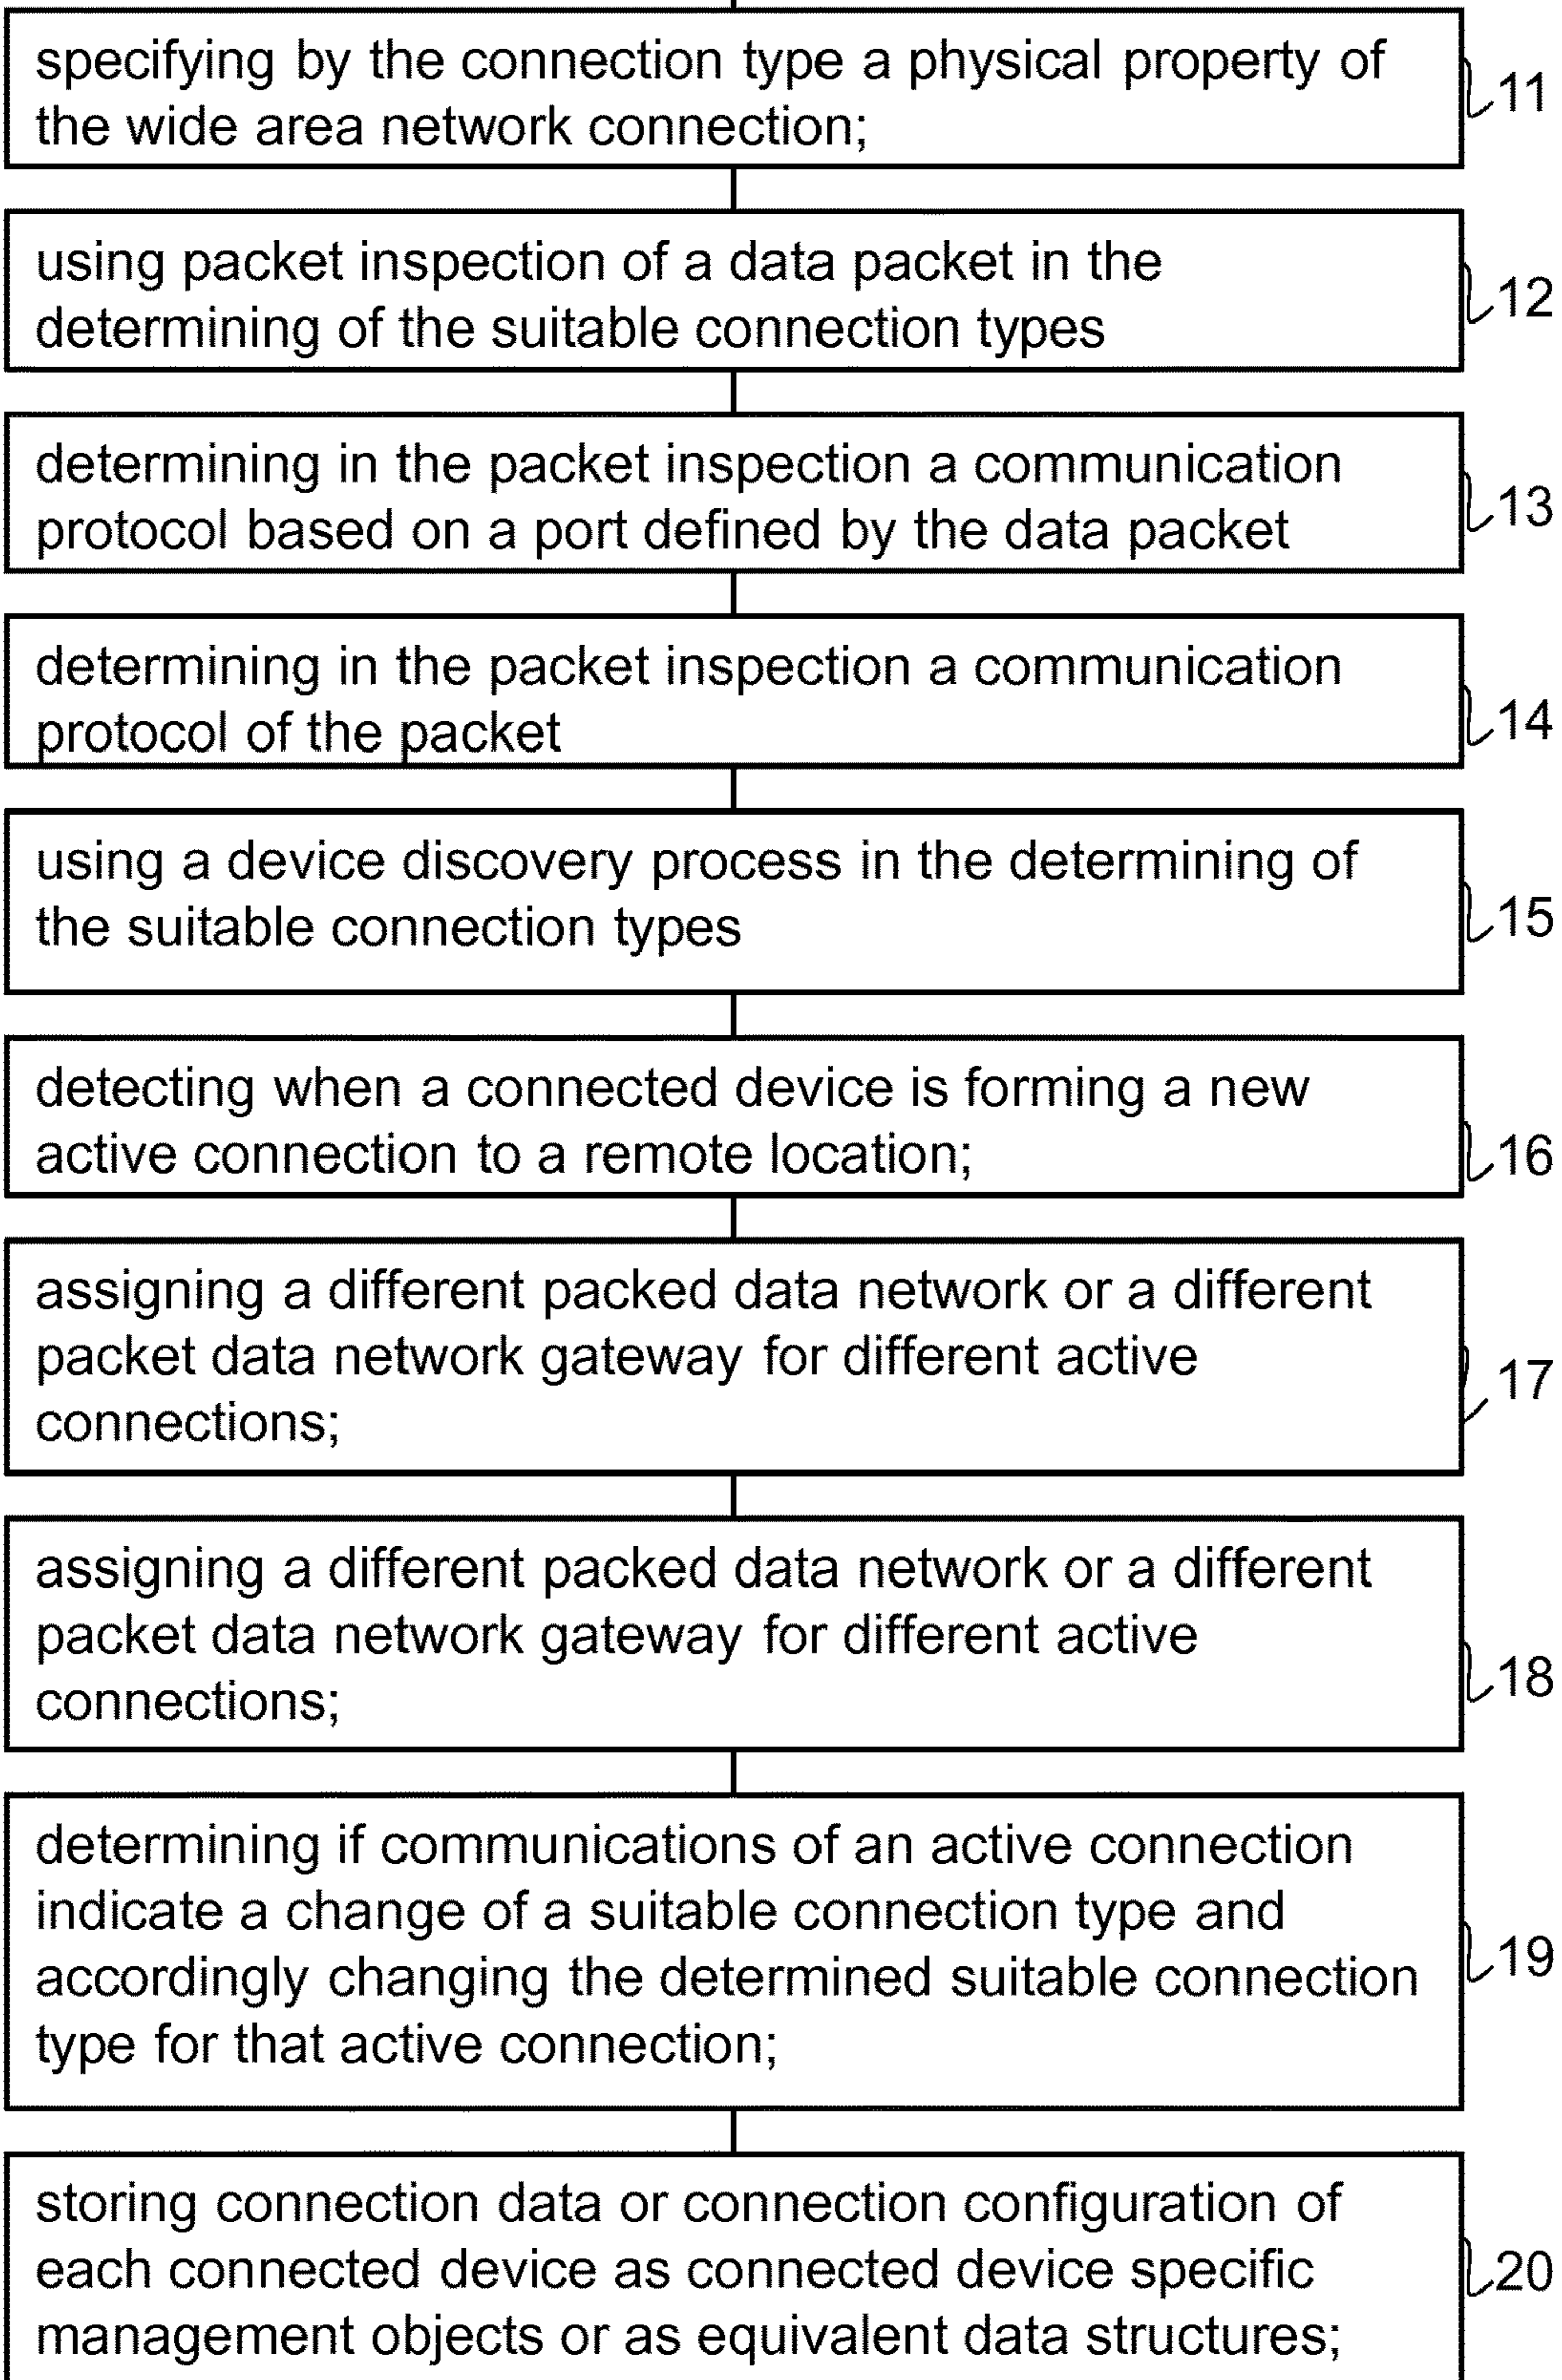 specifying by the connection type a physical property of
the wide area network connection;
11
using packet inspection of a data packet in the
determining of the suitable connection types
12
determining in the packet inspection a communication
protocol based on a port defined by the data packet
13
determining in the packet inspection a communication
protocol of the packet
14
using a device discovery process in the determining of
the suitable connection types
15
detecting when a connected device is forming a new
active connection to a remote location;
16
assigning a different packed data network or a different
packet data network gateway for different active
connections;
17
assigning a different packed data network or a different
packet data network gateway for different active
connections;
18
determining if communications of an active connection
indicate a change of a suitable connection type and
accordingly changing the determined suitable connection
type for that active connection;
19
storing connection data or connection configuration of
each connected device as connected device specific
management objects or as equivalent data structures;
20